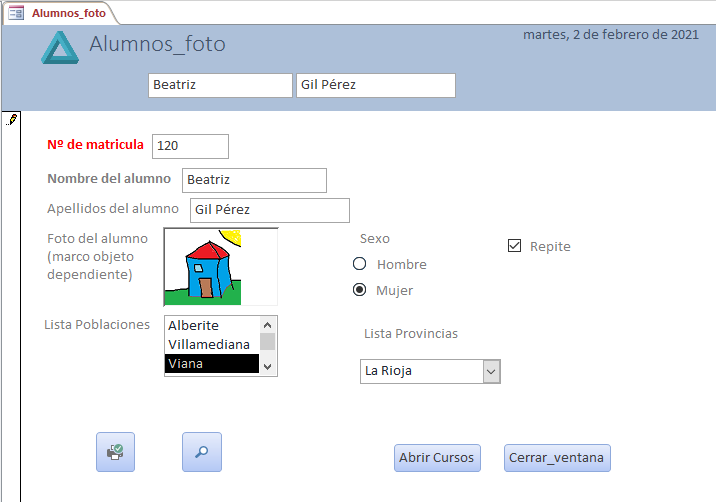 Alumnos_foto
Alumnos_foto
martes, 2 de febrero de 2021
Beatriz Gil Pérez
Nº de matricula 120
Nombre del alumno Beatriz
Apellidos del alumno Gil Pérez
Foto del alumno
(marco objeto
dependiente)
Sexo
Hombre
Mujer
Repite
Lista Poblaciones
Alberite
Villamediana
Viana
Lista Provincias
La Rioja
Abrir Cursos
Cerrar_ventana